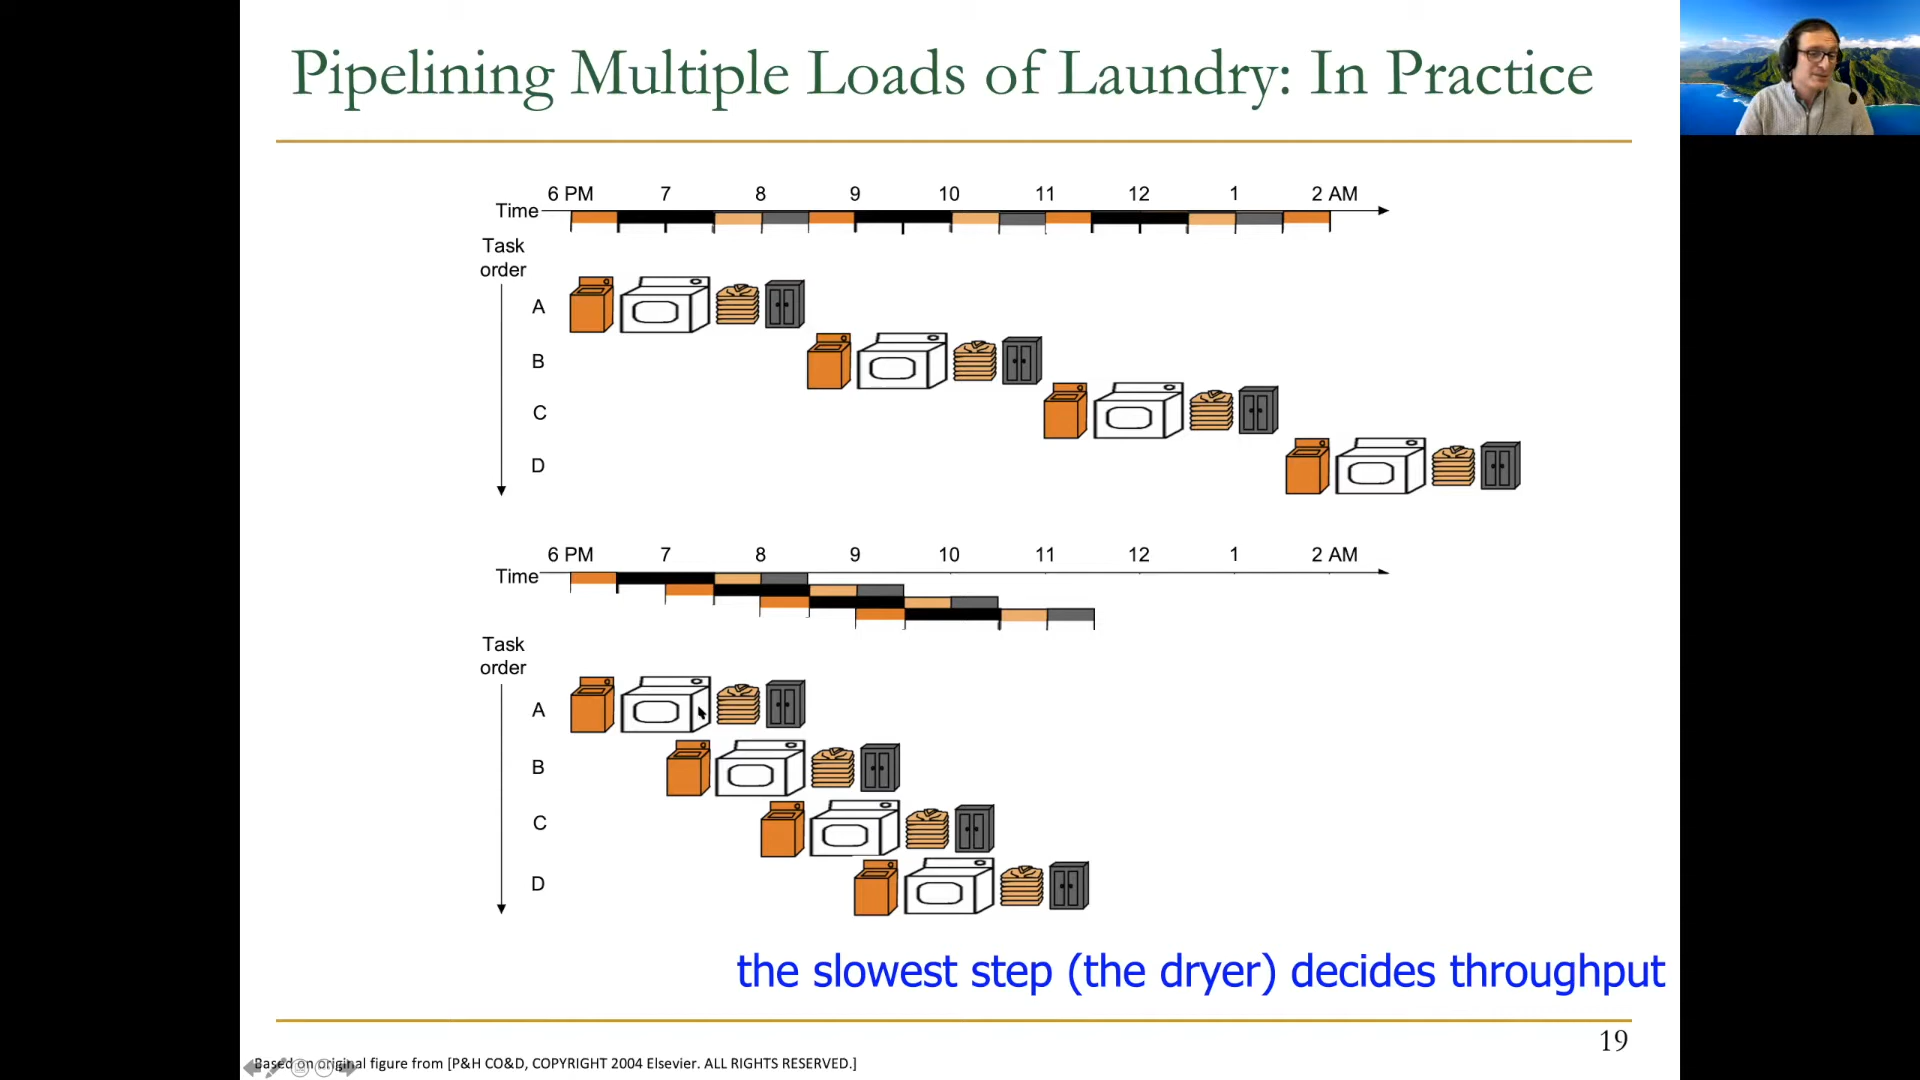 Pipelining Multiple Loads of Laundry: In Practice
6 PM 7 8 9 10 11 12 1 2 AM
Time
Task
order
A
B
C
D
6 PM 7 8 9 10 11 12 1 2 AM
Time
Task
order
A
B
C
D
the slowest step (the dryer) decides throughput
19
Based on original figure from [P&H CO&D, COPYRIGHT 2004 Elsevier. ALL RIGHTS RESERVED.]